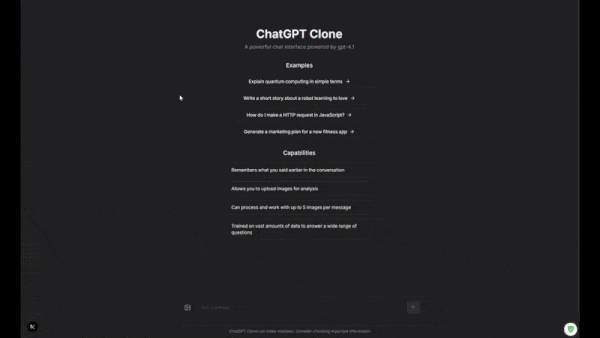 ChatGPT Clone
A powerful chat interface powered by gpt-4.1
Examples
Explain quantum computing in simple terms →
Write a short story about a robot learning to love →
How do I make a HTTP request in JavaScript? →
Generate a marketing plan for a new fitness app →
Capabilities
Remembers what you said earlier in the conversation
Allows you to upload images for analysis
Can process and work with up to 5 images per message
Trained on vast amounts of data to answer a wide range of
questions
ChatGPT Clone can make mistakes. Consider checking important information.